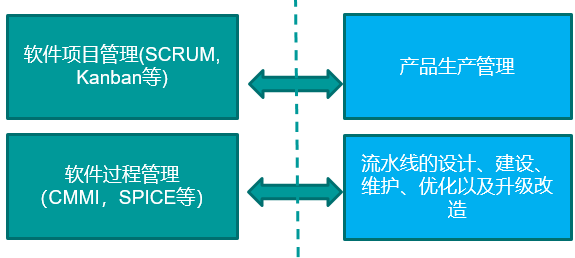 软件项目管理(SCRUM,
Kanban等)
产品生产管理
软件过程管理
（CMMI，SPICE等）
流水线的设计、建设、
维护、优化以及升级改
造